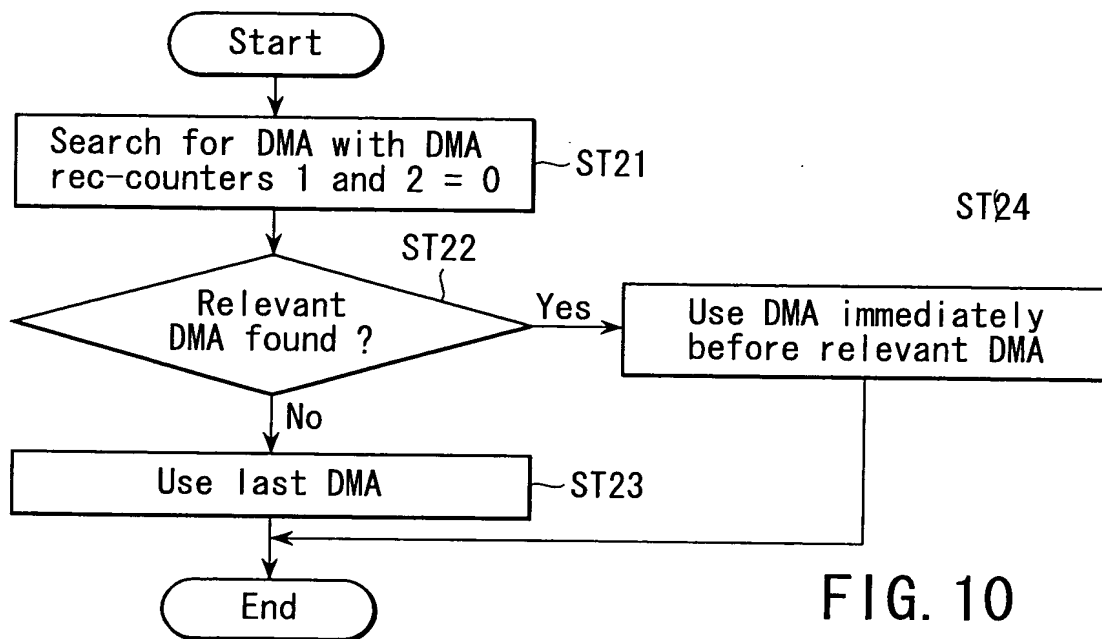 Start
Search for DMA with DMA
rec-counters 1 and 2 = 0
ST21
ST22
Relevant
DMA found ?
Yes
ST24
Use DMA immediately
before relevant DMA
No
Use last DMA
ST23
End
FIG. 10